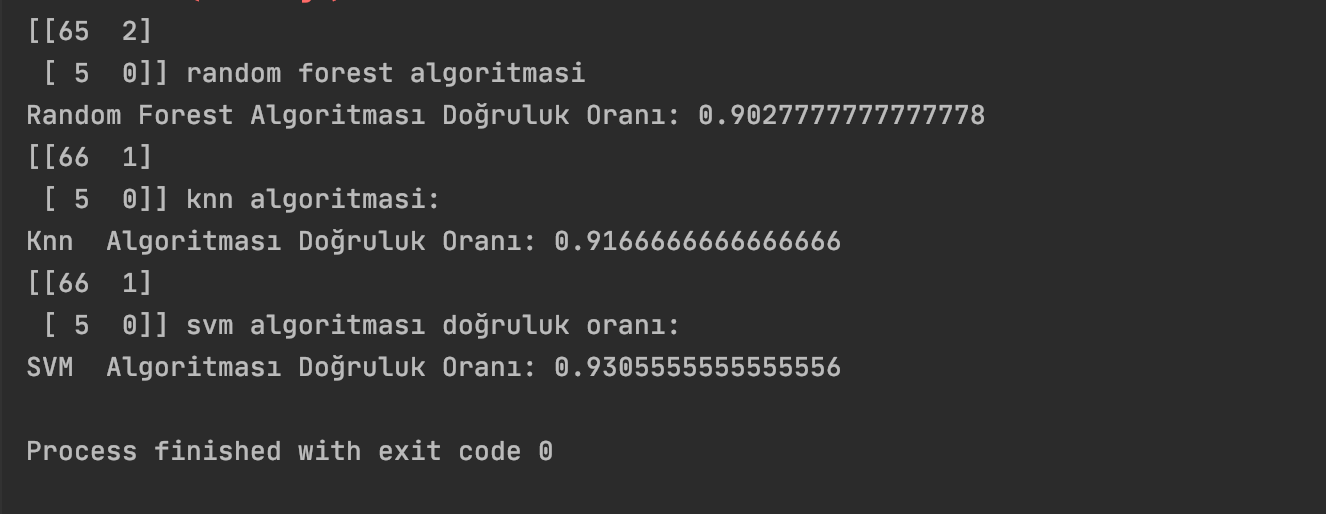 [[65  2]
 [ 5  0]] random forest algoritmasi
Random Forest Algoritması Doğruluk Oranı: 0.9027777777777778
[[66  1]
 [ 5  0]] knn algoritmasi:
Knn  Algoritması Doğruluk Oranı: 0.9166666666666666
[[66  1]
 [ 5  0]] svm algoritması doğruluk oranı:
SVM  Algoritması Doğruluk Oranı: 0.9305555555555556
Process finished with exit code 0